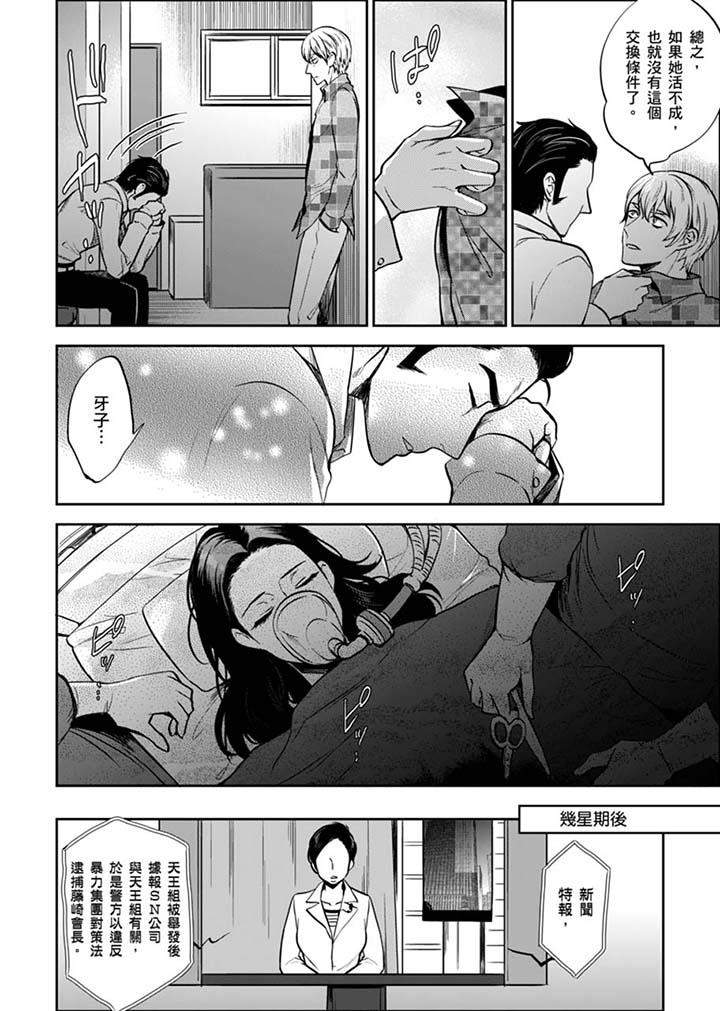 總之，
如果她活不成，
也就沒有這個
交換條件了。
ぱっ
ドサッ
牙子…
ピッ
ピッ
ピッ
幾星期後
新聞
特報，
天王組被舉發後
據報SN公司
與天王組有關，
於是警方以違反
暴力集團對策法
逮捕藤崎會長。